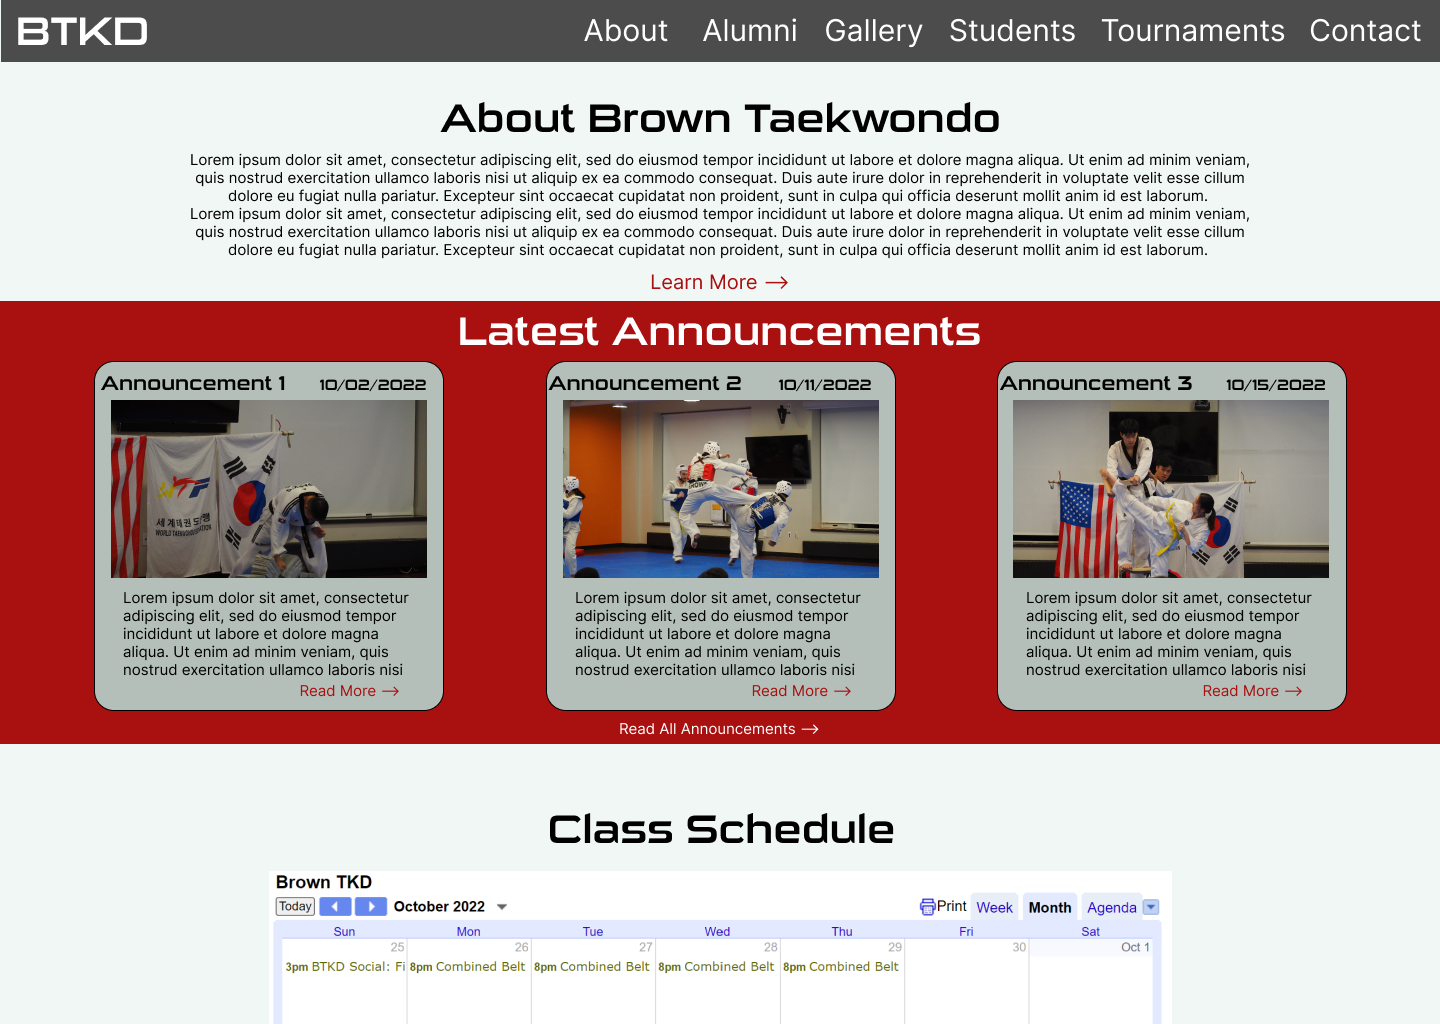 BTKD
About Alumni Gallery Students Tournaments Contact
About Brown Taekwondo
Lorem ipsum dolor sit amet, consectetur adipiscing elit, sed do eiusmod tempor incididunt ut labore et dolore magna aliqua. Ut enim ad minim veniam,
quis nostrud exercitation ullamco laboris nisi ut aliquip ex ea commodo consequat. Duis aute irure dolor in reprehenderit in voluptate velit esse cillum
dolore eu fugiat nulla pariatur. Excepteur sint occaecat cupidatat non proident, sunt in culpa qui officia deserunt mollit anim id est laborum.
Lorem ipsum dolor sit amet, consectetur adipiscing elit, sed do eiusmod tempor incididunt ut labore et dolore magna aliqua. Ut enim ad minim veniam,
quis nostrud exercitation ullamco laboris nisi ut aliquip ex ea commodo consequat. Duis aute irure dolor in reprehenderit in voluptate velit esse cillum
dolore eu fugiat nulla pariatur. Excepteur sint occaecat cupidatat non proident, sunt in culpa qui officia deserunt mollit anim id est laborum.
Learn More →
Latest Announcements
Announcement 1 10/02/2022
세계태권도연맹
WORLD TAEKWONDO FEDERATION
Lorem ipsum dolor sit amet, consectetur
adipiscing elit, sed do eiusmod tempor
incididunt ut labore et dolore magna
aliqua. Ut enim ad minim veniam, quis
nostrud exercitation ullamco laboris nisi
Read More →
Announcement 2 10/11/2022
BROWN
Lorem ipsum dolor sit amet, consectetur
adipiscing elit, sed do eiusmod tempor
incididunt ut labore et dolore magna
aliqua. Ut enim ad minim veniam, quis
nostrud exercitation ullamco laboris nisi
Read More →
Announcement 3 10/15/2022
Lorem ipsum dolor sit amet, consectetur
adipiscing elit, sed do eiusmod tempor
incididunt ut labore et dolore magna
aliqua. Ut enim ad minim veniam, quis
nostrud exercitation ullamco laboris nisi
Read More →
Read All Announcements →
Class Schedule
Brown TKD
Today October 2022 Print Week Month Agenda
Sun Mon Tue Wed Thu Fri Sat
25 26 27 28 29 30 Oct 1
3pm BTKD Social: Fi 8pm Combined Belt 8pm Combined Belt 8pm Combined Belt 8pm Combined Belt